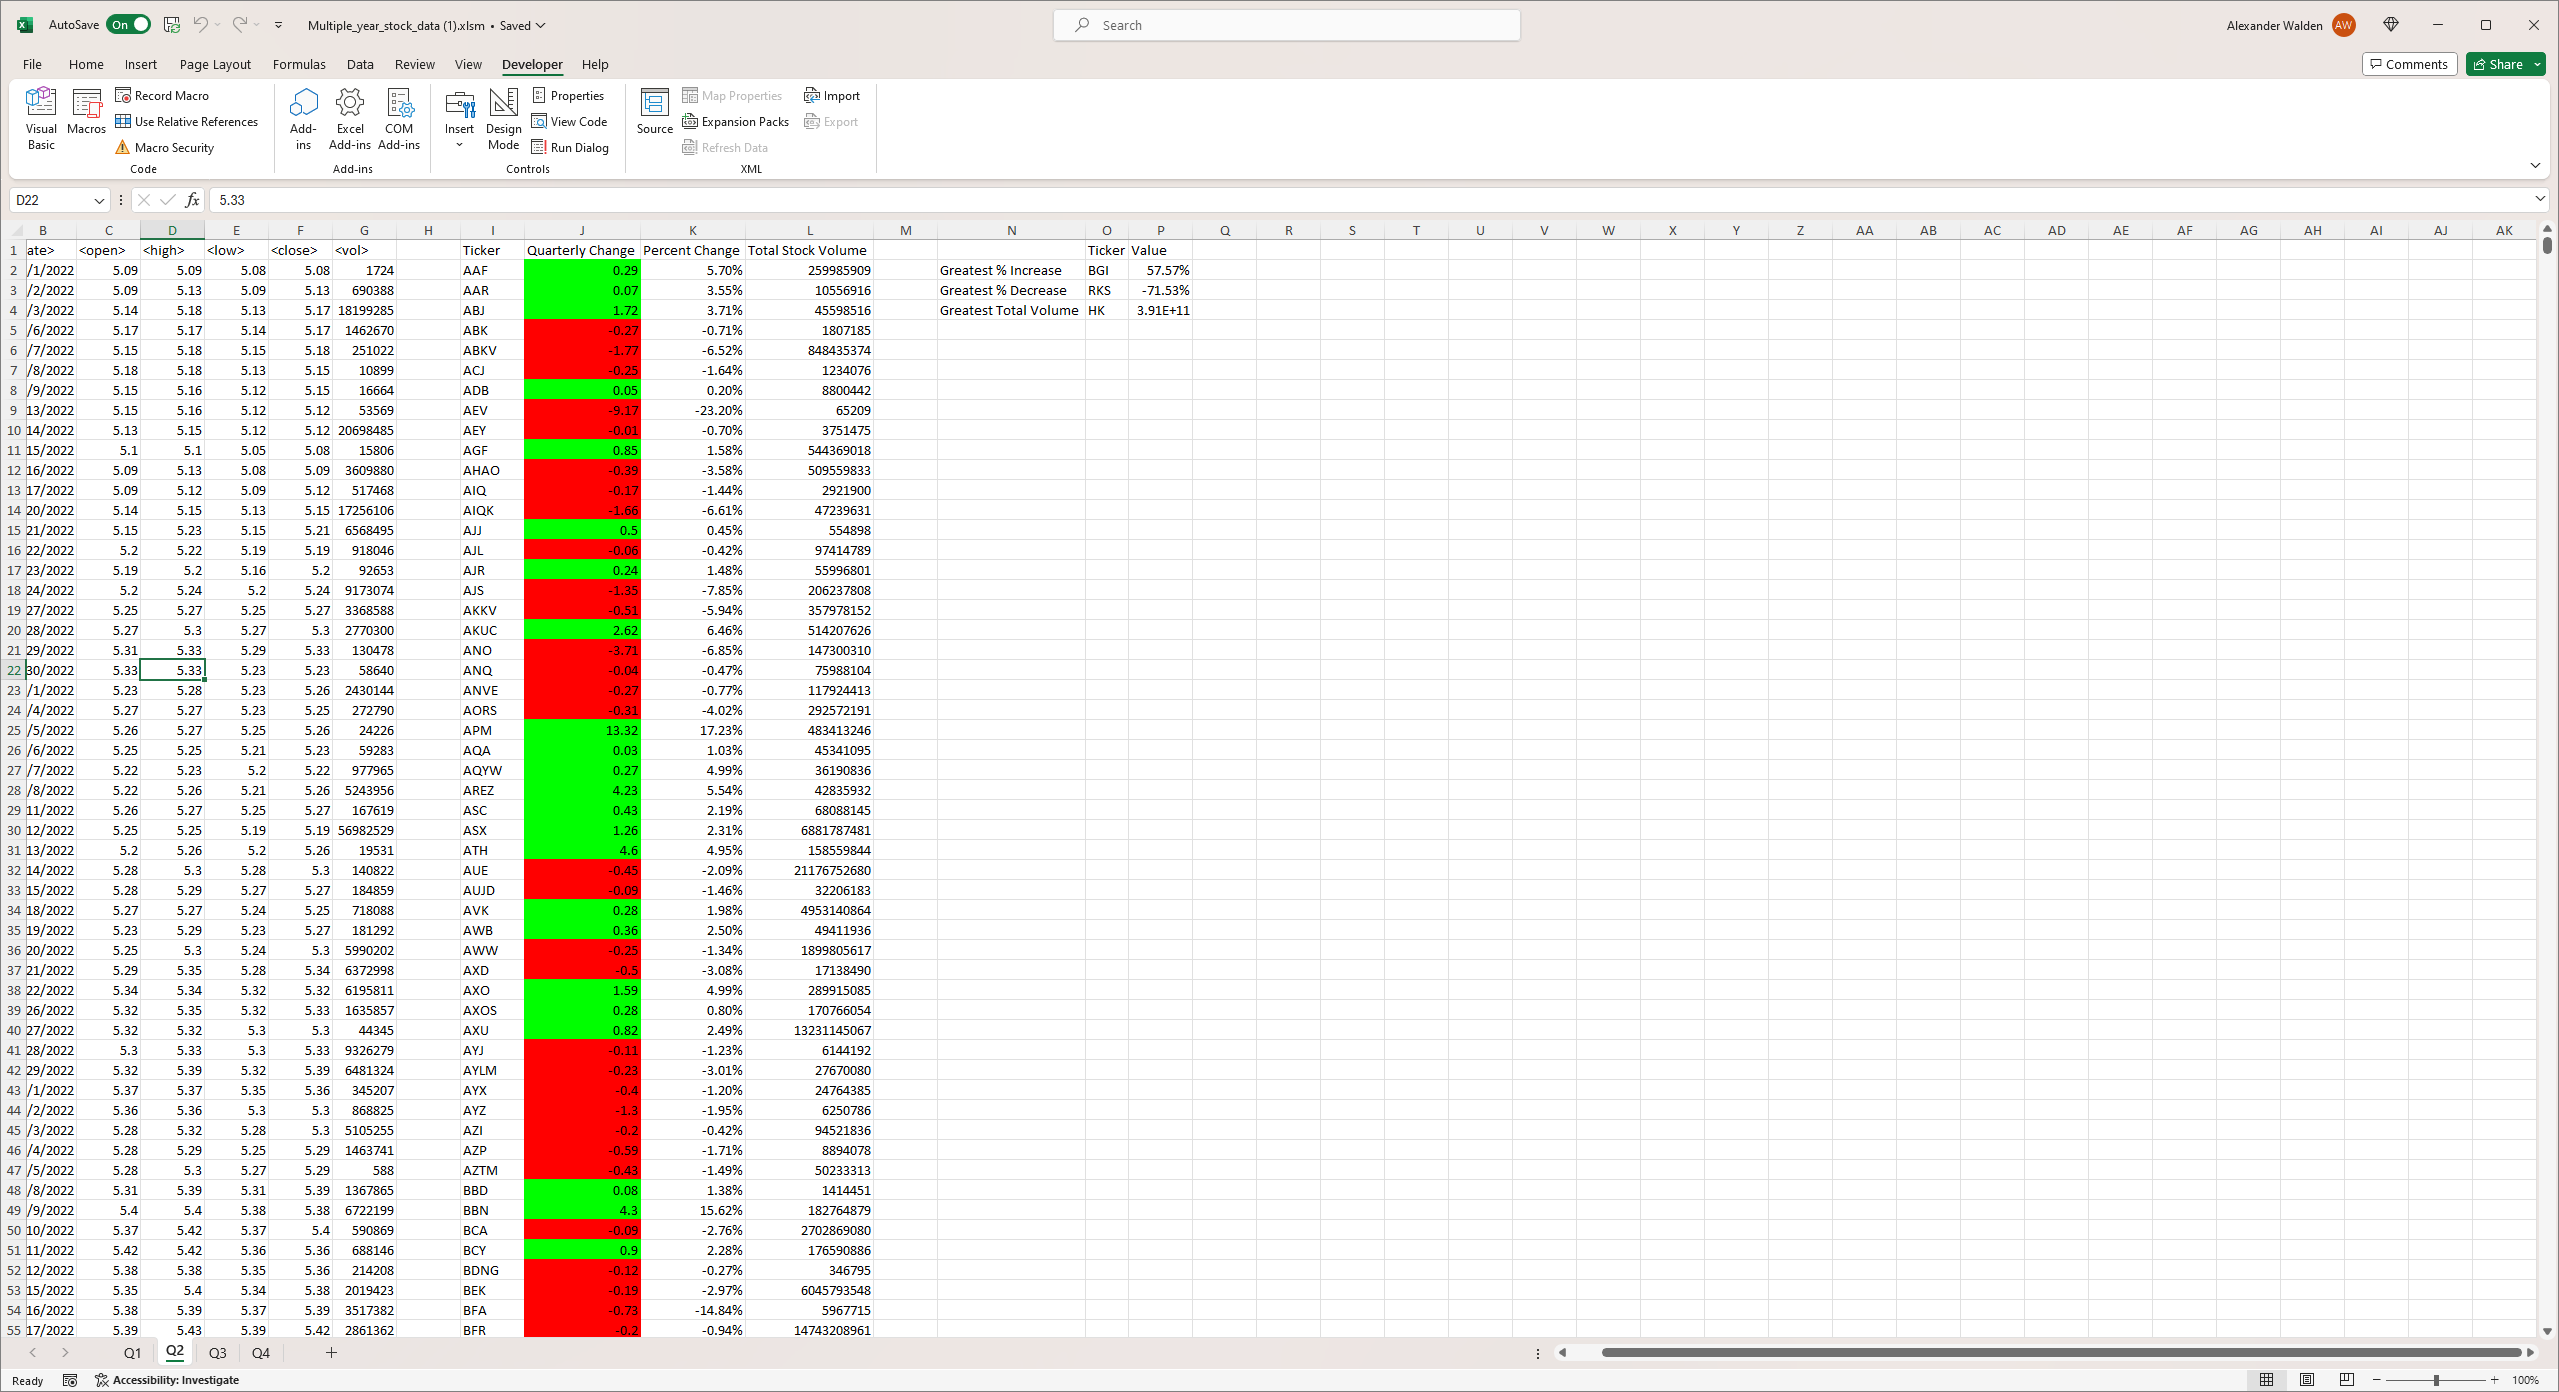 AutoSave On Multiple_year_stock_data (1).xlsm • Saved Search Alexander Walden AW
File Home Insert Page Layout Formulas Data Review View Developer Help Comments Share
Visual Basic Macros Record Macro Use Relative References Macro Security Code
Add-ins Excel Add-ins COM Add-ins Add-ins
Insert Design Mode Properties View Code Run Dialog Controls
Source Map Properties Expansion Packs Refresh Data Import Export XML
D22 fx 5.33
B C D E F G H I J K L M N O P Q R S T U V W X Y Z AA AB AC AD AE AF AG AH AI AJ AK
1 ate> <open> <high> <low> <close> <vol> Ticker Quarterly Change Percent Change Total Stock Volume Ticker Value
2 /1/2022 5.09 5.09 5.08 5.08 1724 AAF 0.29 5.70% 259985909 Greatest % Increase BGI 57.57%
3 /2/2022 5.09 5.13 5.09 5.13 690388 AAR 0.07 3.55% 10556916 Greatest % Decrease RKS -71.53%
4 /3/2022 5.14 5.18 5.13 5.17 18199285 ABJ 1.72 3.71% 45598516 Greatest Total Volume HK 3.91E+11
5 /6/2022 5.17 5.17 5.14 5.17 1462670 ABK -0.27 -0.71% 1807185
6 /7/2022 5.15 5.18 5.15 5.18 251022 ABKV -1.77 -6.52% 848435374
7 /8/2022 5.18 5.18 5.13 5.15 10899 ACJ -0.25 -1.64% 1234076
8 /9/2022 5.15 5.16 5.12 5.15 16664 ADB 0.05 0.20% 8800442
9 13/2022 5.15 5.16 5.12 5.12 53569 AEV -9.17 -23.20% 65209
10 14/2022 5.13 5.15 5.12 5.12 20698485 AEY -0.01 -0.70% 3751475
11 15/2022 5.1 5.1 5.05 5.08 15806 AGF 0.85 1.58% 544369018
12 16/2022 5.09 5.13 5.08 5.09 3609880 AHAO -0.39 -3.58% 509559833
13 17/2022 5.09 5.12 5.09 5.12 517468 AIQ -0.17 -1.44% 2921900
14 20/2022 5.14 5.15 5.13 5.15 17256106 AIQK -1.66 -6.61% 47239631
15 21/2022 5.15 5.23 5.15 5.21 6568495 AJJ 0.5 0.45% 554898
16 22/2022 5.2 5.22 5.19 5.19 918046 AJL -0.06 -0.42% 97414789
17 23/2022 5.19 5.2 5.16 5.2 92653 AJR 0.24 1.48% 55996801
18 24/2022 5.2 5.24 5.2 5.24 9173074 AJS -1.35 -7.85% 206237808
19 27/2022 5.25 5.27 5.25 5.27 3368588 AKKV -0.51 -5.94% 357978152
20 28/2022 5.27 5.3 5.27 5.3 2770300 AKUC 2.62 6.46% 514207626
21 29/2022 5.31 5.33 5.29 5.33 130478 ANO -3.71 -6.85% 147300310
22 30/2022 5.33 5.33 5.23 5.23 58640 ANQ -0.04 -0.47% 75988104
23 /1/2022 5.23 5.28 5.23 5.26 2430144 ANVE -0.27 -0.77% 117924413
24 /4/2022 5.27 5.27 5.23 5.25 272790 AORS -0.31 -4.02% 292572191
25 /5/2022 5.26 5.27 5.25 5.26 24226 APM 13.32 17.23% 483413246
26 /6/2022 5.25 5.25 5.21 5.23 59283 AQA 0.03 1.03% 45341095
27 /7/2022 5.22 5.23 5.2 5.22 977965 AQYW 0.27 4.99% 36190836
28 /8/2022 5.22 5.26 5.21 5.26 5243956 AREZ 4.23 5.54% 42835932
29 11/2022 5.26 5.27 5.25 5.27 167619 ASC 0.43 2.19% 68088145
30 12/2022 5.25 5.25 5.19 5.19 56982529 ASX 1.26 2.31% 6881787481
31 13/2022 5.2 5.26 5.2 5.26 19531 ATH 4.6 4.95% 158559844
32 14/2022 5.28 5.3 5.28 5.3 140822 AUE -0.45 -2.09% 21176752680
33 15/2022 5.28 5.29 5.27 5.27 184859 AUJD -0.09 -1.46% 32206183
34 18/2022 5.27 5.27 5.24 5.25 718088 AVK 0.28 1.98% 4953140864
35 19/2022 5.23 5.29 5.23 5.27 181292 AWB 0.36 2.50% 49411936
36 20/2022 5.25 5.3 5.24 5.3 5990202 AWW -0.25 -1.34% 1899805617
37 21/2022 5.29 5.35 5.28 5.34 6372998 AXD -0.5 -3.08% 17138490
38 22/2022 5.34 5.34 5.32 5.32 6195811 AXO 1.59 4.99% 289915085
39 26/2022 5.32 5.35 5.32 5.33 1635857 AXOS 0.28 0.80% 170766054
40 27/2022 5.32 5.32 5.3 5.3 44345 AXU 0.82 2.49% 13231145067
41 28/2022 5.3 5.33 5.3 5.33 9326279 AYJ -0.11 -1.23% 6144192
42 29/2022 5.32 5.39 5.32 5.39 6481324 AYLM -0.23 -3.01% 27670080
43 /1/2022 5.37 5.37 5.35 5.36 345207 AYX -0.4 -1.20% 24764385
44 /2/2022 5.36 5.36 5.3 5.3 868825 AYZ -1.3 -1.95% 6250786
45 /3/2022 5.28 5.32 5.28 5.3 5105255 AZI -0.2 -0.42% 94521836
46 /4/2022 5.28 5.29 5.25 5.29 1463741 AZP -0.59 -1.71% 8894078
47 /5/2022 5.28 5.3 5.27 5.29 588 AZTM -0.43 -1.49% 50233313
48 /8/2022 5.31 5.39 5.31 5.39 1367865 BBD 0.08 1.38% 1414451
49 /9/2022 5.4 5.4 5.38 5.38 6722199 BBN 4.3 15.62% 182764879
50 10/2022 5.37 5.42 5.37 5.4 590869 BCA -0.09 -2.76% 2702869080
51 11/2022 5.42 5.42 5.36 5.36 688146 BCY 0.9 2.28% 176590886
52 12/2022 5.38 5.38 5.35 5.36 214208 BDNG -0.12 -0.27% 346795
53 15/2022 5.35 5.4 5.34 5.38 2019423 BEK -0.19 -2.97% 6045793548
54 16/2022 5.38 5.39 5.37 5.39 3517382 BFA -0.73 -14.84% 5967715
55 17/2022 5.39 5.43 5.39 5.42 2861362 BFR -0.2 -0.94% 14743208961
Q1 Q2 Q3 Q4
Ready Accessibility: Investigate 100%